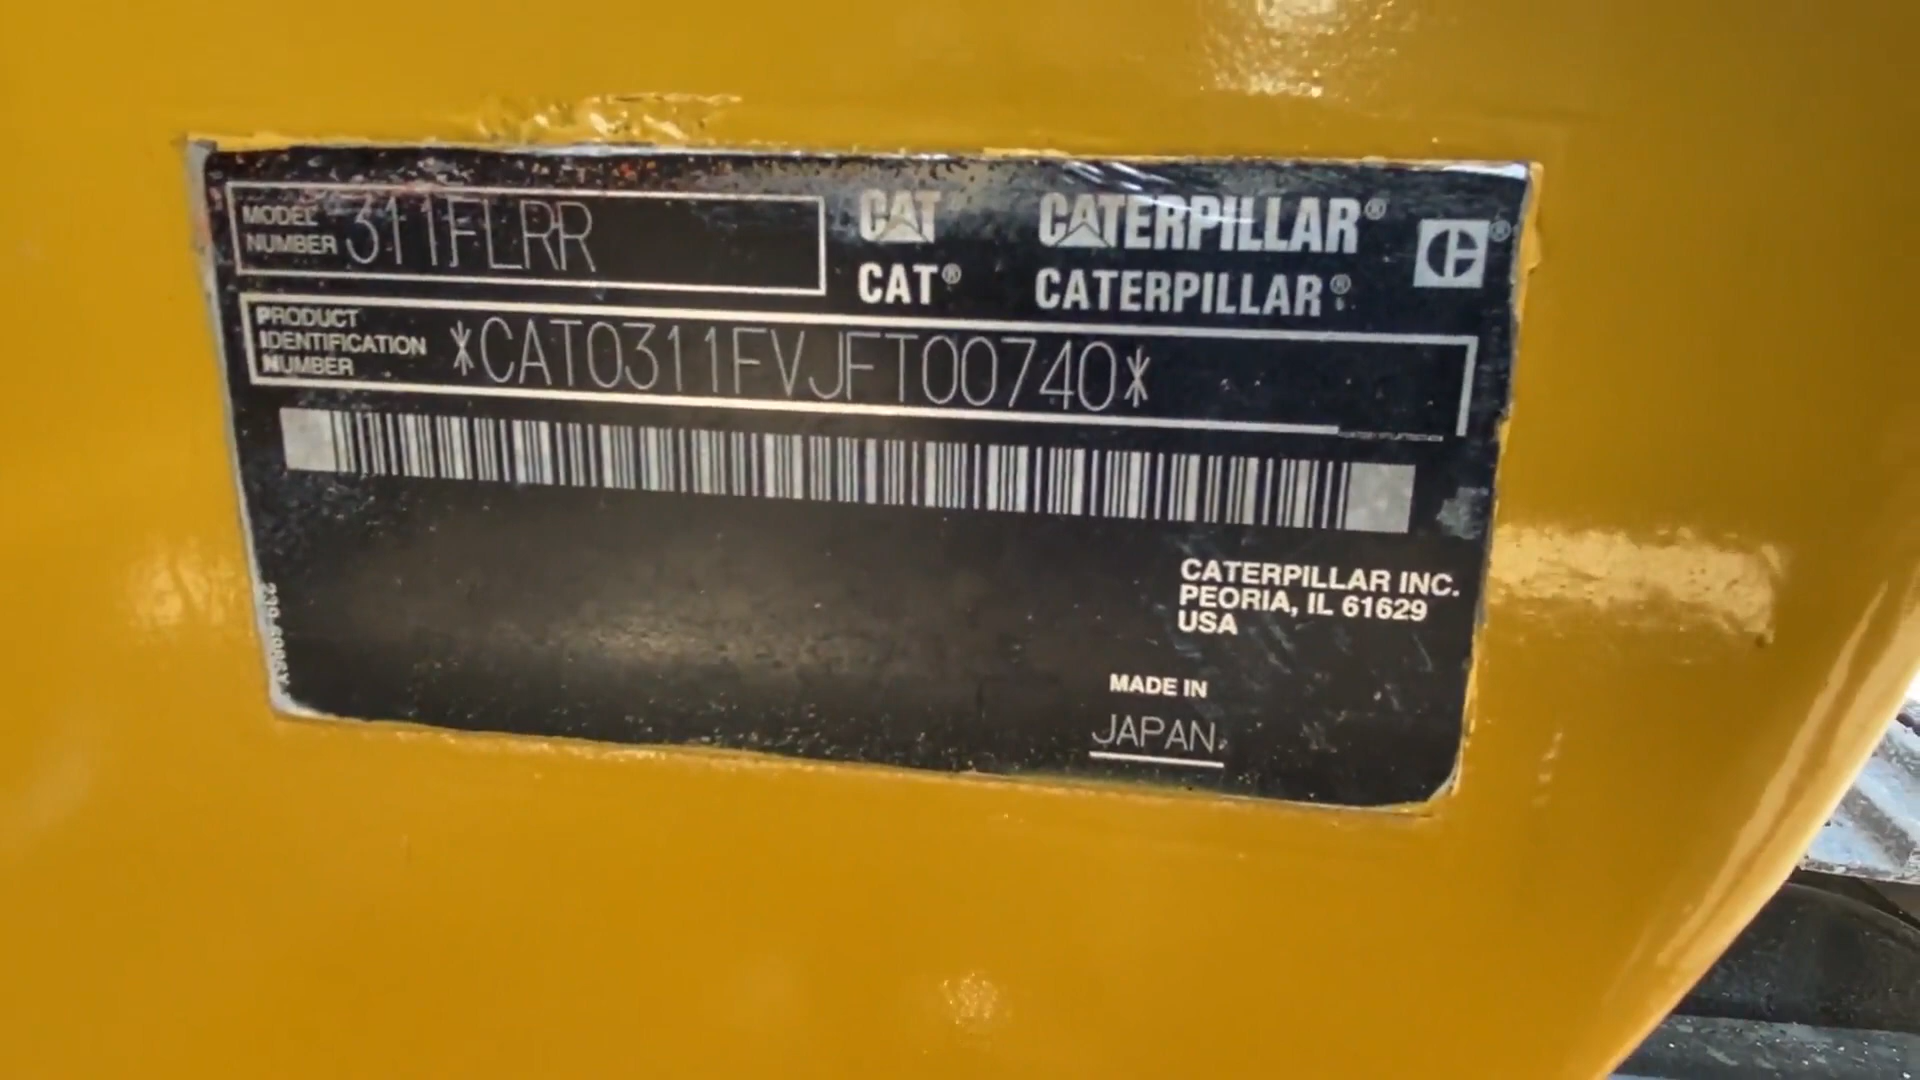 MODEL NUMBER 311FLRR
CAT CATERPILLAR®
CAT® CATERPILLAR®
PRODUCT IDENTIFICATION NUMBER *CAT0311FVJFT00740*
CATERPILLAR INC.
PEORIA, IL 61629
USA
MADE IN
JAPAN